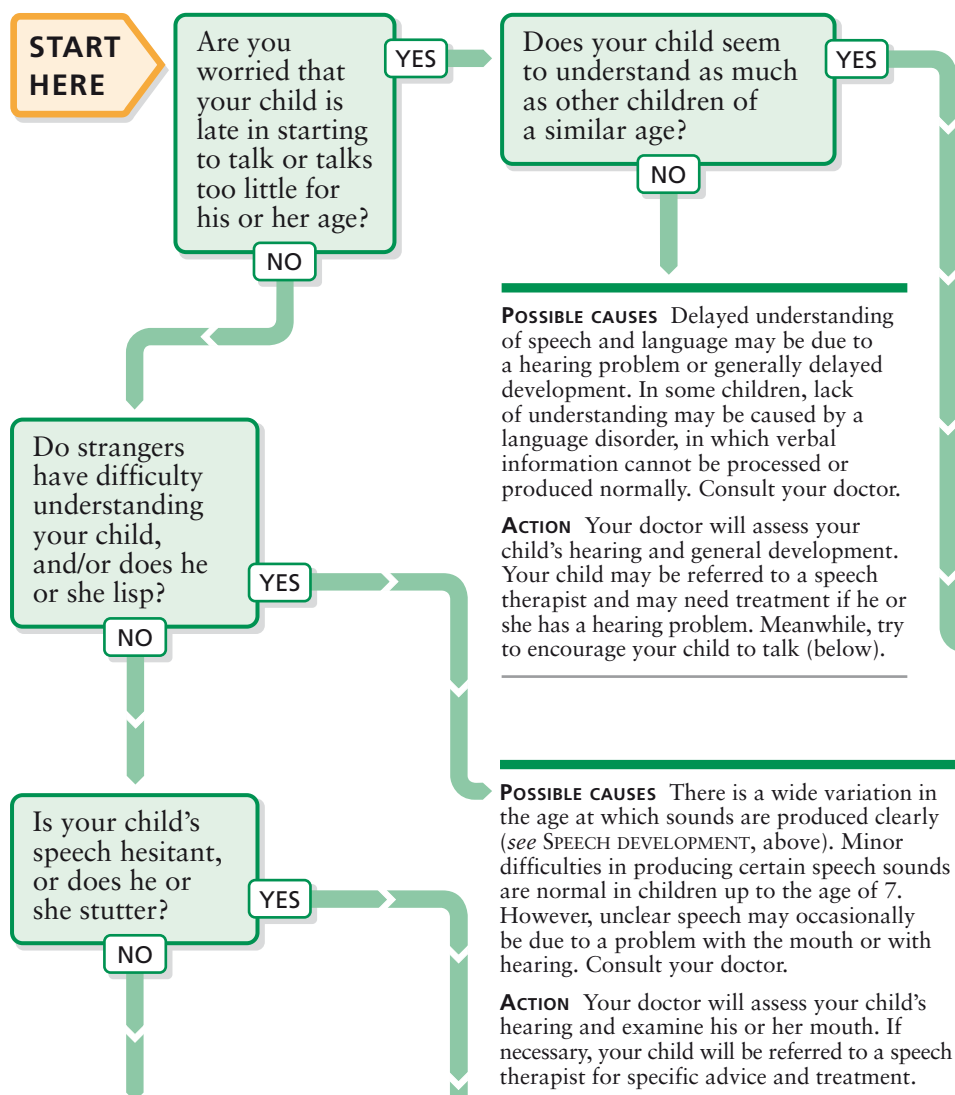 START
HERE
Are you
worried that
your child is
late in starting
to talk or talks
too little for
his or her age?
YES
NO
Does your child seem
to understand as much
as other children of
a similar age?
YES
NO
POSSIBLE CAUSES Delayed understanding
of speech and language may be due to
a hearing problem or generally delayed
development. In some children, lack
of understanding may be caused by a
language disorder, in which verbal
information cannot be processed or
produced normally. Consult your doctor.
ACTION Your doctor will assess your
child's hearing and general development.
Your child may be referred to a speech
therapist and may need treatment if he or
she has a hearing problem. Meanwhile, try
to encourage your child to talk (below).
Do strangers
have difficulty
understanding
your child,
and/or does he
or she lisp?
YES
NO
POSSIBLE CAUSES There is a wide variation in
the age at which sounds are produced clearly
(see SPEECH DEVELOPMENT, above). Minor
difficulties in producing certain speech sounds
are normal in children up to the age of 7.
However, unclear speech may occasionally
be due to a problem with the mouth or with
hearing. Consult your doctor.
ACTION Your doctor will assess your child's
hearing and examine his or her mouth. If
necessary, your child will be referred to a speech
therapist for specific advice and treatment.
Is your child's
speech hesitant,
or does he or
she stutter?
YES
NO